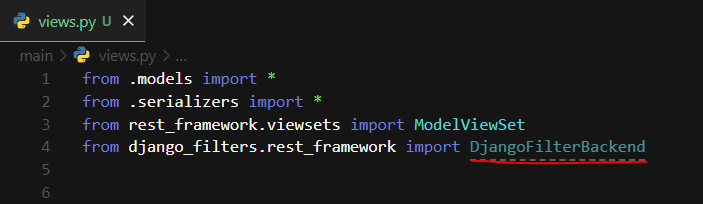 views.py U ×
main > views.py > ...
1 from .models import *
2 from .serializers import *
3 from rest_framework.viewsets import ModelViewSet
4 from django_filters.rest_framework import DjangoFilterBackend
5
6